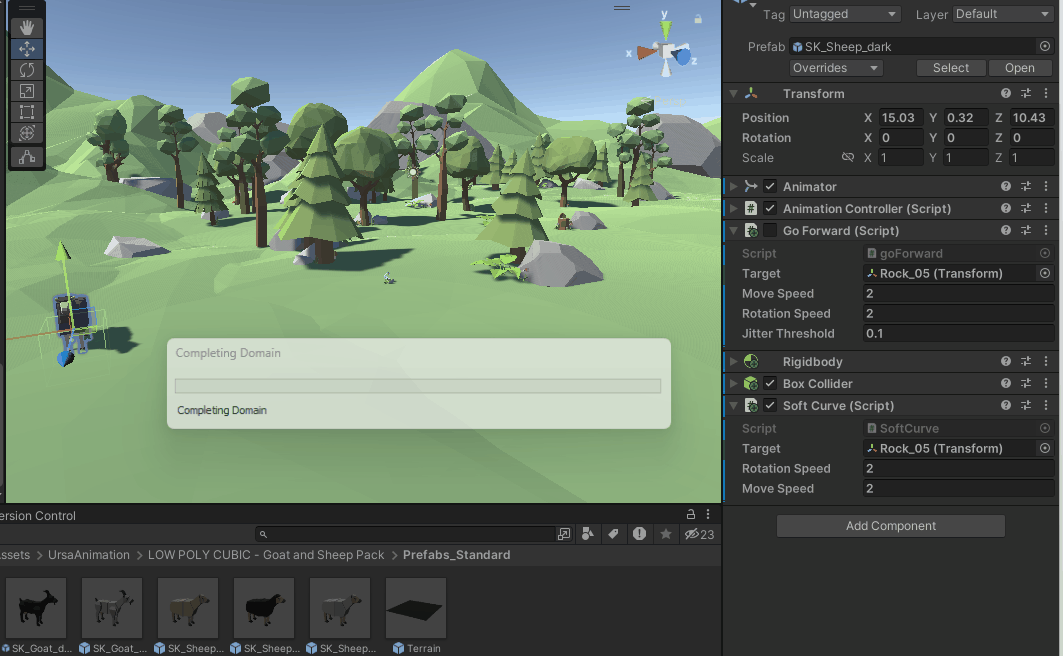 Tag Untagged Layer Default
Prefab SK_Sheep_dark
Overrides Select Open
Transform
Position X 15.03 Y 0.32 Z 10.43
Rotation X 0 Y 0 Z 0
Scale X 1 Y 1 Z 1
Animator
# Animation Controller (Script)
Go Forward (Script)
Script goForward
Target Rock_05 (Transform)
Move Speed 2
Rotation Speed 2
Jitter Threshold 0.1
Rigidbody
Box Collider
Soft Curve (Script)
Script SoftCurve
Target Rock_05 (Transform)
Rotation Speed 2
Move Speed 2
Add Component
y
x
z
Completing Domain
Completing Domain
ersion Control
23
ssets > UrsaAnimation > LOW POLY CUBIC - Goat and Sheep Pack > Prefabs_Standard
SK_Goat_d... SK_Goat_... SK_Sheep... SK_Sheep... SK_Sheep... Terrain